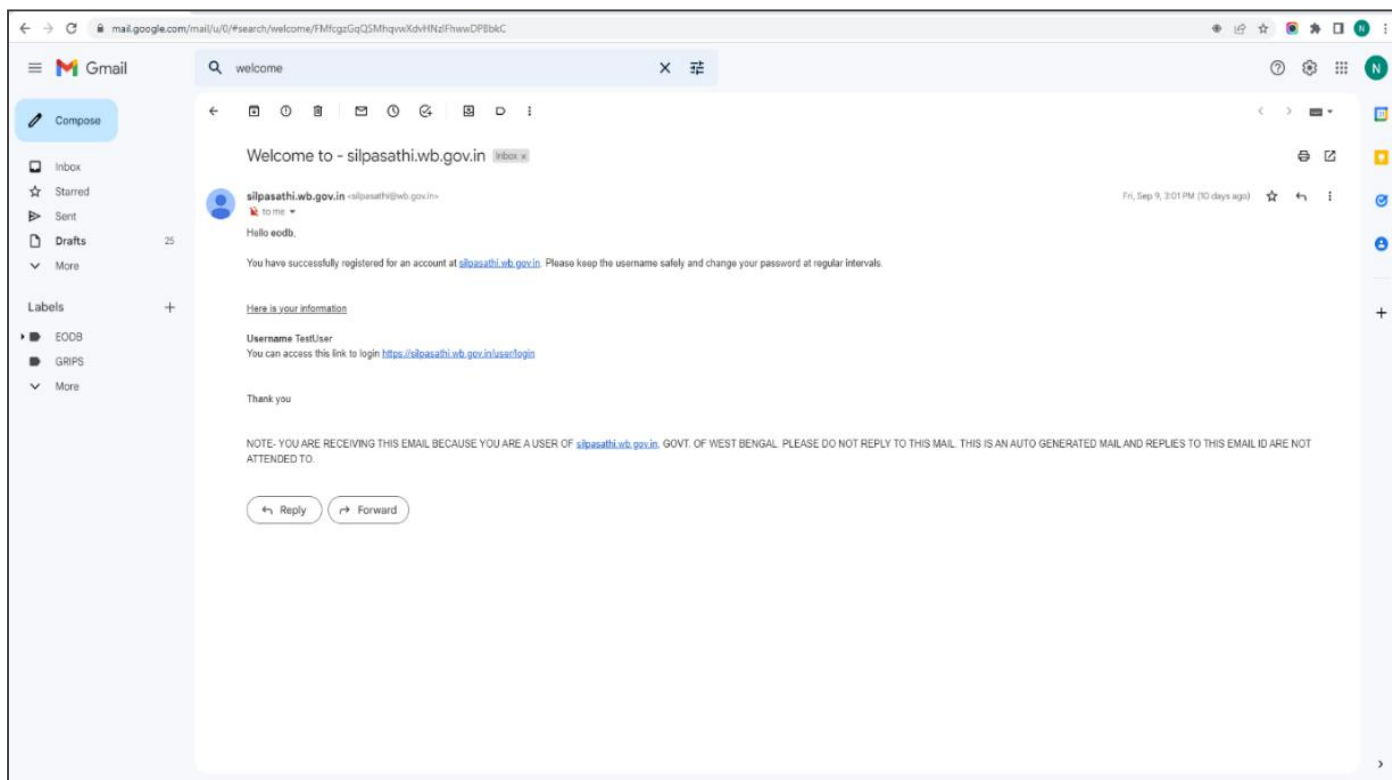 mail.google.com/mail/u/0/#search/welcome/FMfcgzGqQSMhqvwXdvHNzlFhwwDPBbkC
N
Gmail
welcome
N
Compose
Welcome to - silpasathi.wb.gov.in Inbox x
Inbox
Starred
Sent
Drafts 25
More
Labels
EODB
GRIPS
More
silpasathi.wb.gov.in <silpasathi@wb.gov.in>
Fri, Sep 9, 3:01 PM (10 days ago)
to me
Hello eodb,
You have successfully registered for an account at silpasathi.wb.gov.in. Please keep the username safely and change your password at regular intervals.
Here is your information
Username TestUser
You can access this link to login https://silpasathi.wb.gov.in/user/login
Thank you
NOTE- YOU ARE RECEIVING THIS EMAIL BECAUSE YOU ARE A USER OF silpasathi.wb.gov.in, GOVT. OF WEST BENGAL. PLEASE DO NOT REPLY TO THIS MAIL. THIS IS AN AUTO GENERATED MAIL AND REPLIES TO THIS EMAIL ID ARE NOT
ATTENDED TO.
Reply
Forward